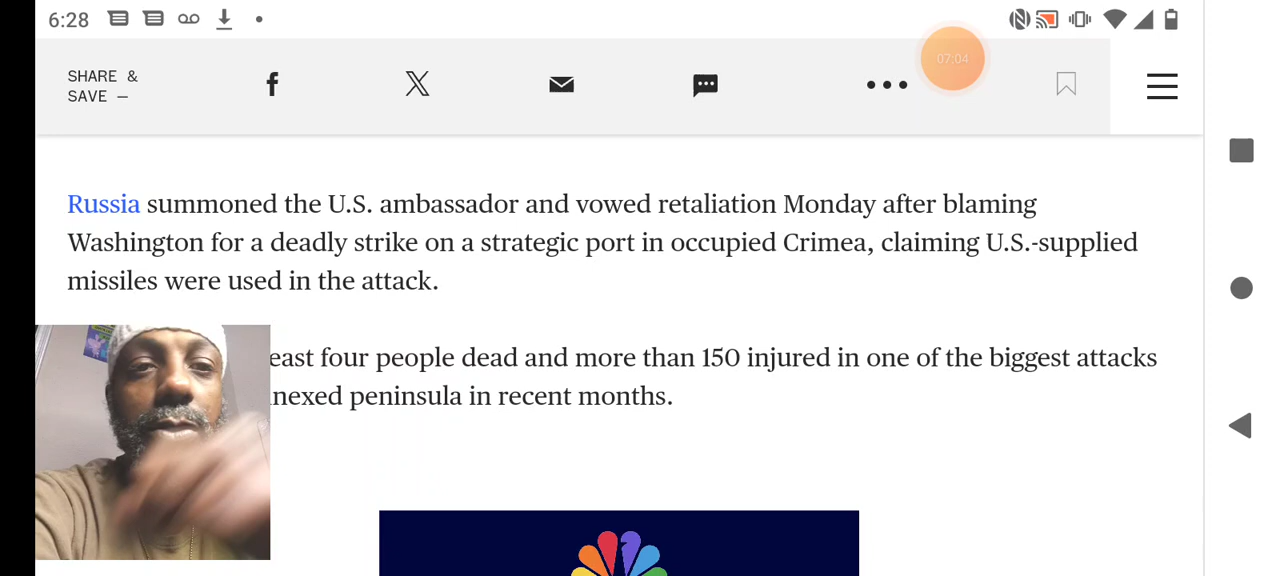 6:28
07:04
SHARE &
SAVE —
Russia summoned the U.S. ambassador and vowed retaliation Monday after blaming
Washington for a deadly strike on a strategic port in occupied Crimea, claiming U.S.-supplied
missiles were used in the attack.
east four people dead and more than 150 injured in one of the biggest attacks
nexed peninsula in recent months.